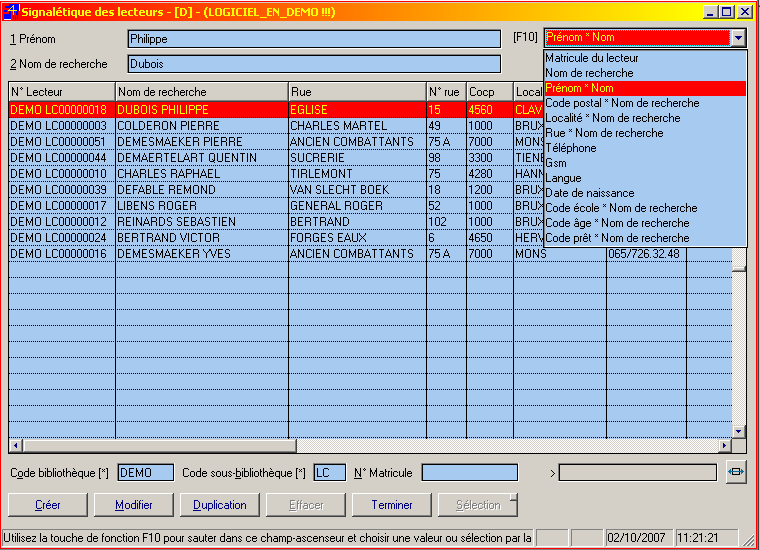 Signalétique des lecteurs - [D] - (LOGICIEL_EN_DEMO !!!)
1 Prénom Philippe [F10] Prénom * Nom
2 Nom de recherche Dubois
Matricule du lecteur
Nom de recherche
Prénom * Nom
Code postal * Nom de recherche
Localité * Nom de recherche
Rue * Nom de recherche
Téléphone
Gsm
Langue
Date de naissance
Code école * Nom de recherche
Code âge * Nom de recherche
Code prêt * Nom de recherche
N° Lecteur Nom de recherche Rue N° rue Cocp Local
DEMO LC00000018 DUBOIS PHILIPPE EGLISE 15 4560 CLAV
DEMO LC00000003 COLDERON PIERRE CHARLES MARTEL 49 1000 BRUX
DEMO LC00000051 DEMESMAEKER PIERRE ANCIEN COMBATTANTS 75 A 7000 MONS
DEMO LC00000044 DEMAERTELART QUENTIN SUCRERIE 98 3300 TIENE
DEMO LC00000010 CHARLES RAPHAEL TIRLEMONT 75 4280 HANN
DEMO LC00000039 DEFABLE REMOND VAN SLECHT BOEK 18 1200 BRUX
DEMO LC00000017 LIBENS ROGER GENERAL ROGER 52 1000 BRUX
DEMO LC00000012 REINARDS SEBASTIEN BERTRAND 102 1000 BRUX
DEMO LC00000024 BERTRAND VICTOR FORGES EAUX 6 4650 HERV
DEMO LC00000016 DEMESMAEKER YVES ANCIEN COMBATTANTS 75 A 7000 MONS 065/726.32.48
Code bibliothèque [*] DEMO Code sous-bibliothèque [*] LC N° Matricule >
Créer Modifier Duplication Effacer Terminer Sélection
Utilisez la touche de fonction F10 pour sauter dans ce champ-ascenseur et choisir une valeur ou sélection par la 02/10/2007 11:21:21